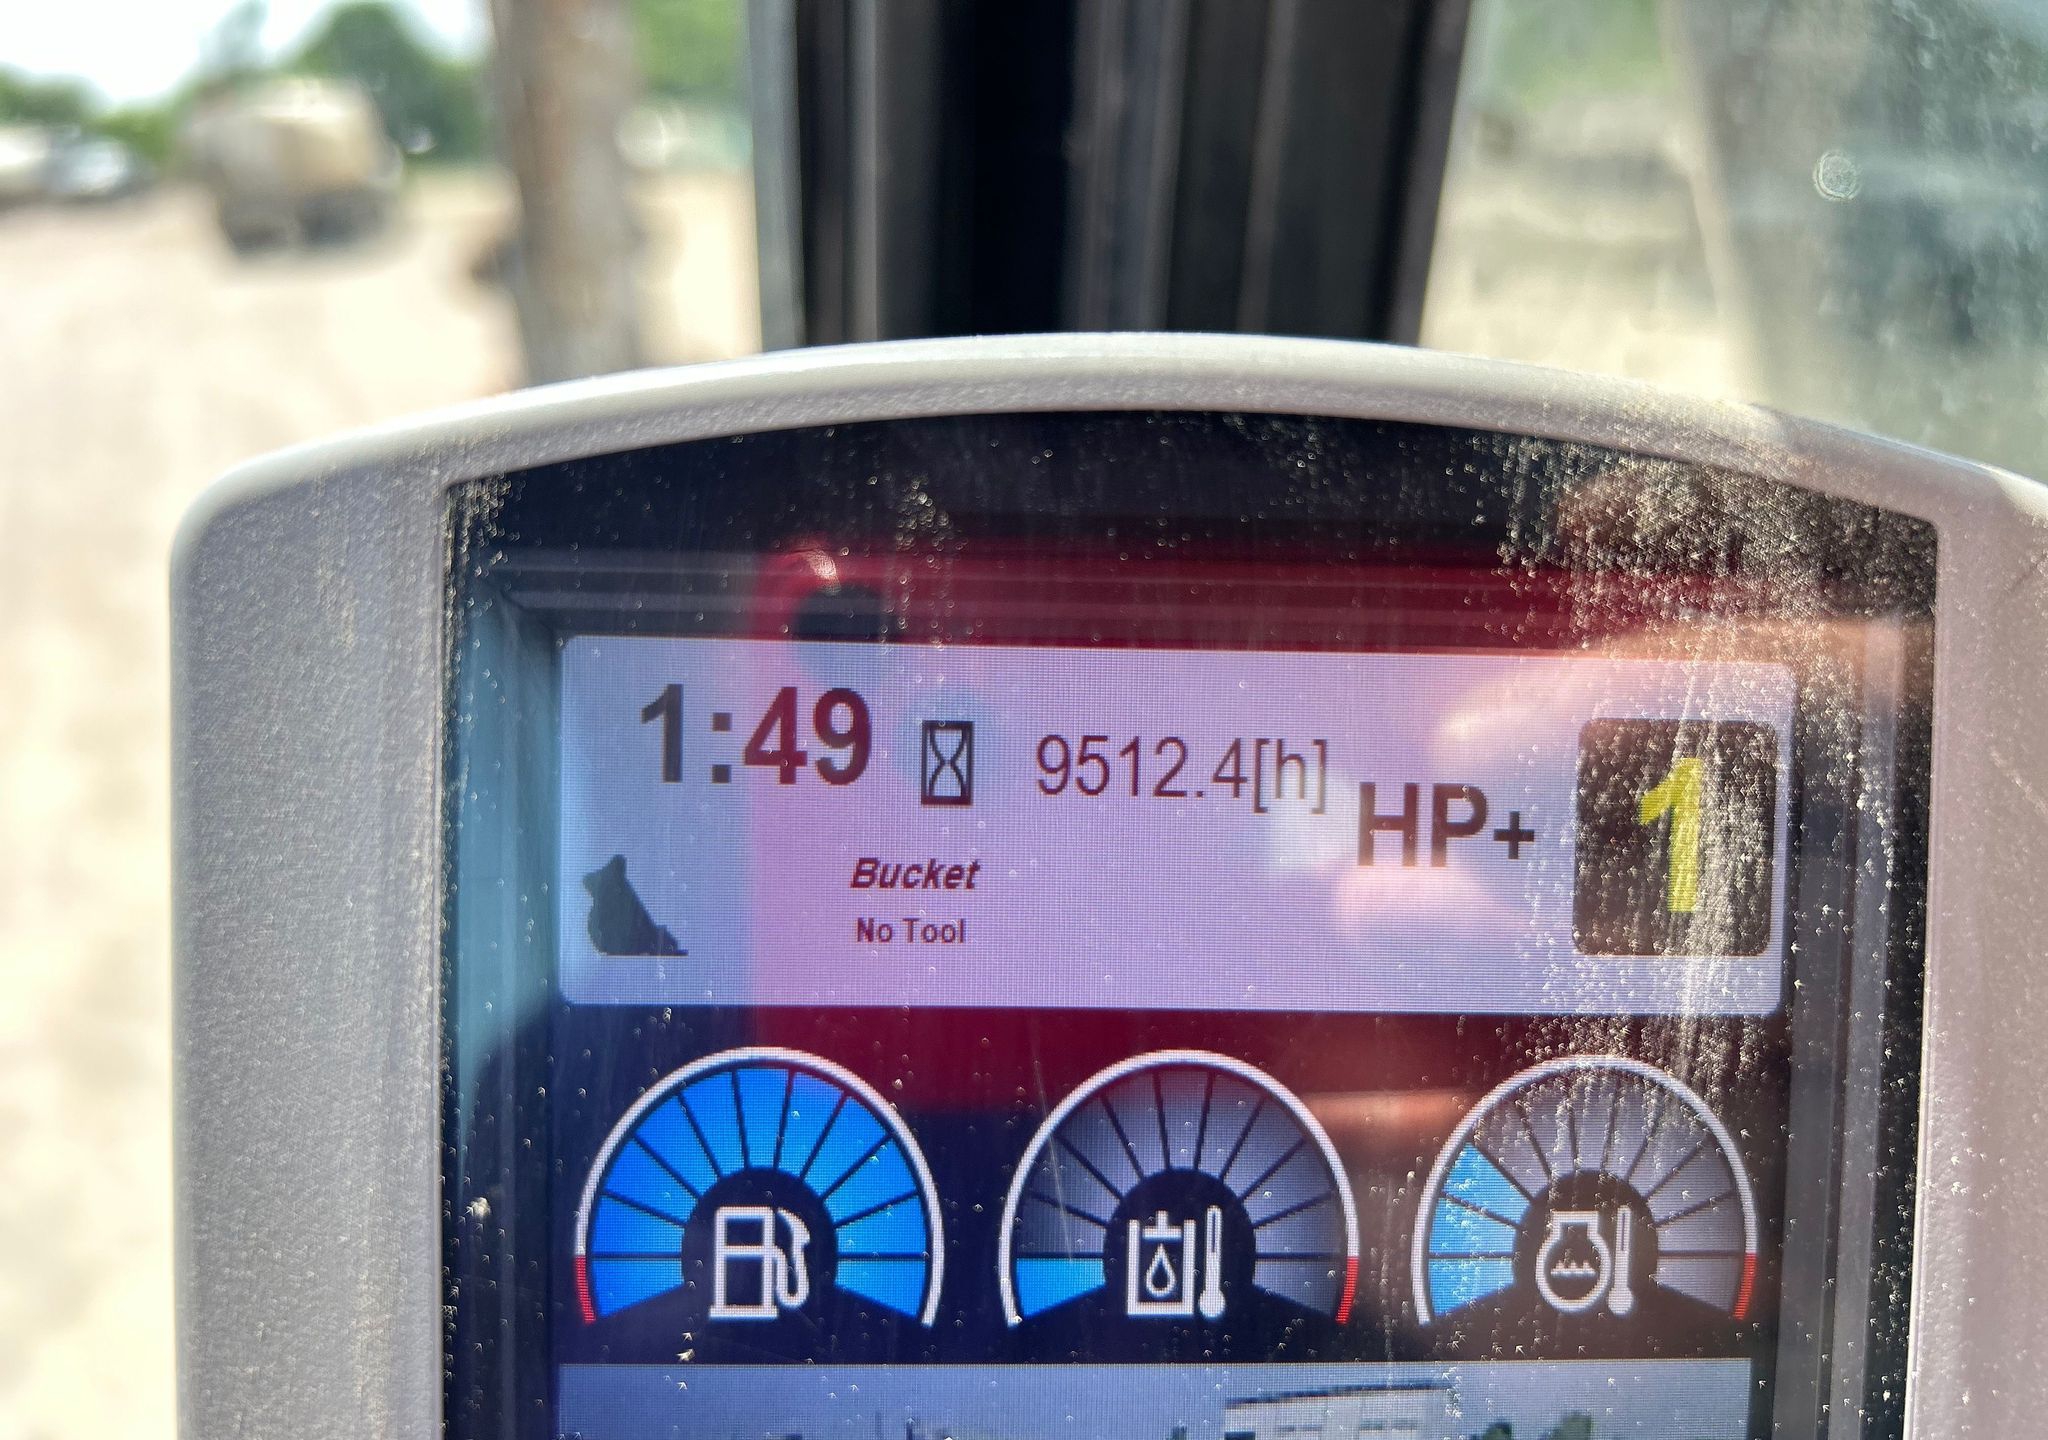 1:49 9512.4[h] HP+ 1
Bucket
No Tool